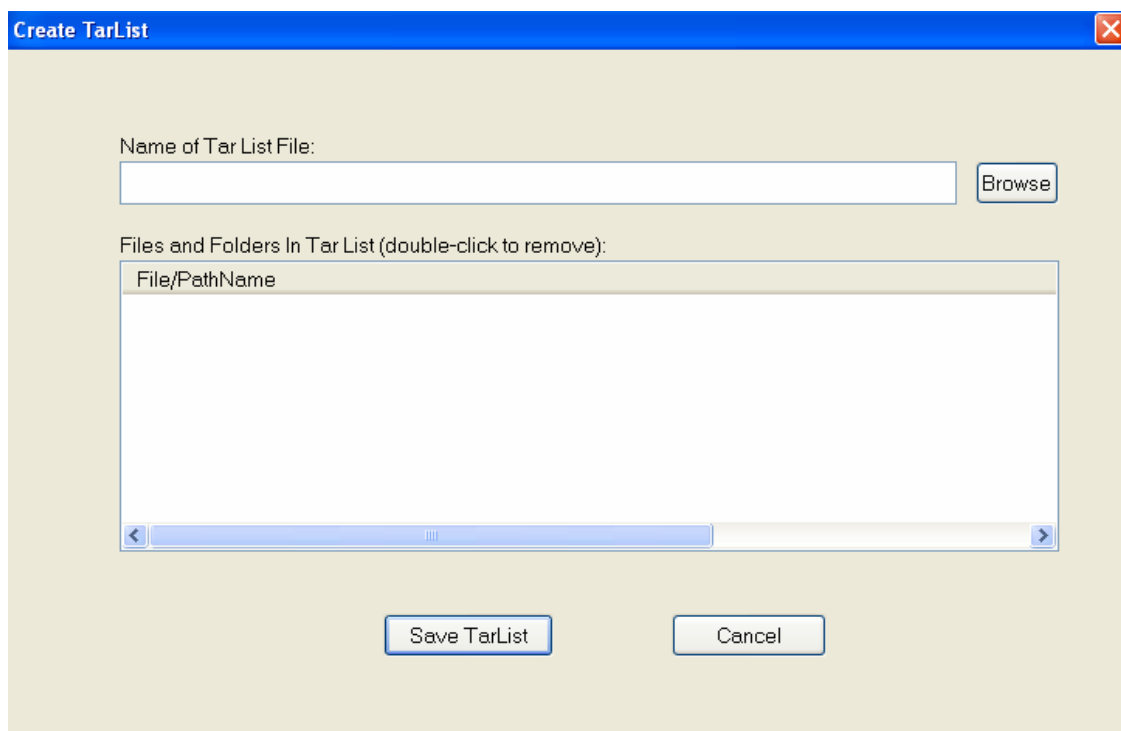 Create TarList
Name of Tar List File:
Browse
Files and Folders In Tar List (double-click to remove):
File/PathName
Save TarList
Cancel